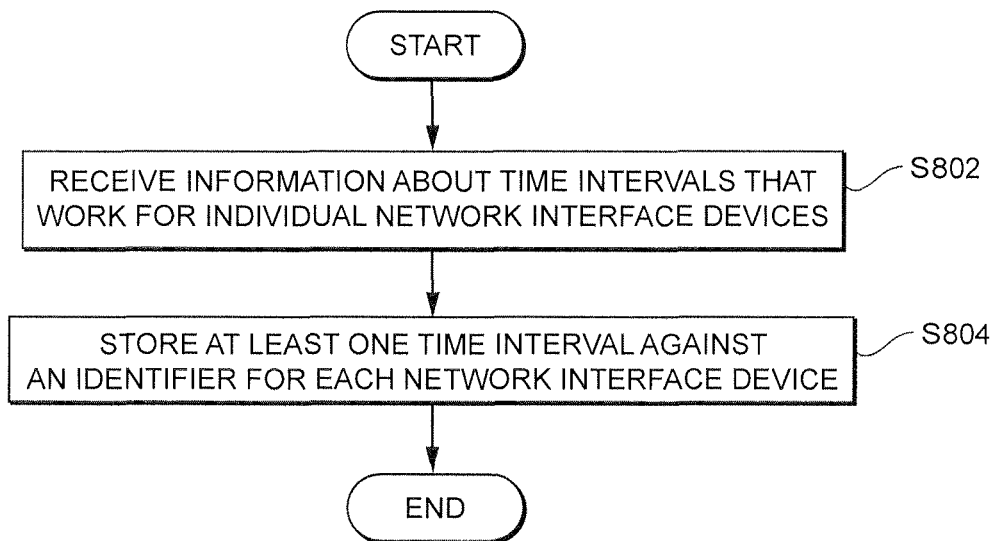 START
RECEIVE INFORMATION ABOUT TIME INTERVALS THAT
WORK FOR INDIVIDUAL NETWORK INTERFACE DEVICES
S802
STORE AT LEAST ONE TIME INTERVAL AGAINST
AN IDENTIFIER FOR EACH NETWORK INTERFACE DEVICE
S804
END